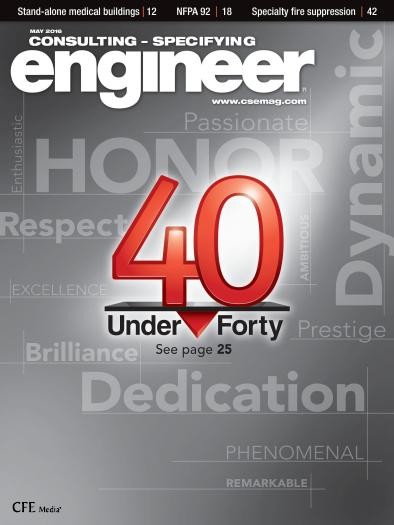 Stand-alone medical buildings | 12 NFPA 92 | 18 Specialty fire suppression | 42
MAY 2016
CONSULTING – SPECIFYING
engineer®
www.csemag.com
Enthusiastic
Passionate
Dynamic
HONOR
Respect
AMBITIOUS
EXCELLENCE
40
Under Forty
See page 25
Prestige
Brilliance
Dedication
PHENOMENAL
REMARKABLE
CFE Media®